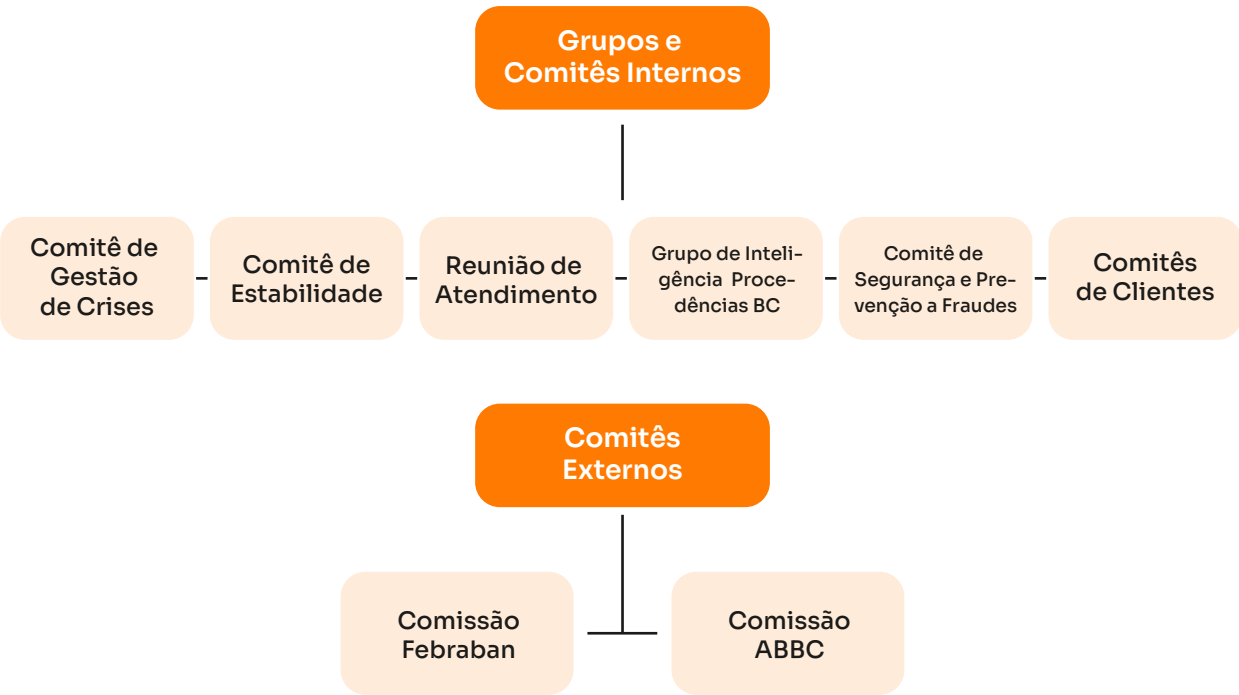 Grupos e
Comitês Internos
Comitê de
Gestão
de Crises
Comitê de
Estabilidade
Reunião de
Atendimento
Grupo de Inteli-
gência Proce-
dências BC
Comitê de
Segurança e Pre-
venção a Fraudes
Comitês
de Clientes
Comitês
Externos
Comissão
Febraban
Comissão
ABBC